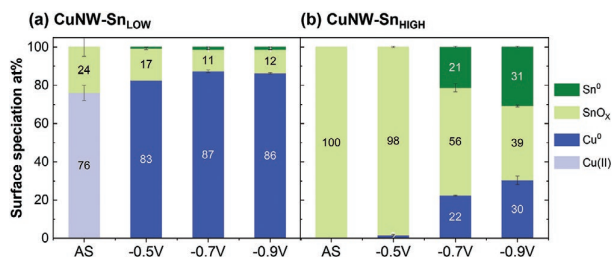 (a) CuNW-Sn_LOW
(b) CuNW-Sn_HIGH
Surface speciation at%
100
80
60
40
20
0
24
76
17
83
11
87
12
86
100
98
21
56
22
31
39
30
AS
-0.5V
-0.7V
-0.9V
AS
-0.5V
-0.7V
-0.9V
Sn⁰
SnOₓ
Cu⁰
Cu(II)